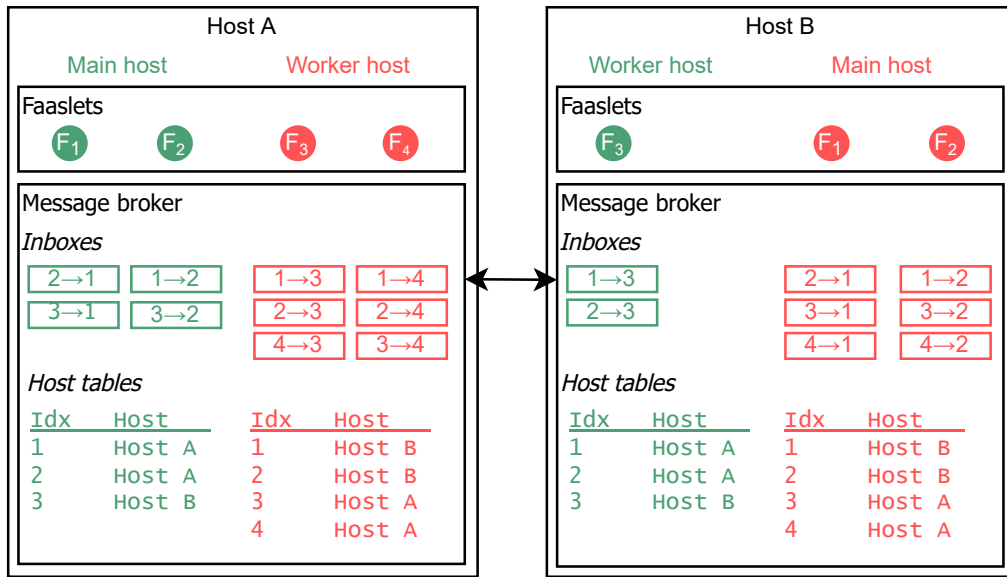 Host A
Main host Worker host
Faaslets
F1 F2 F3 F4
Message broker
Inboxes
2→1 1→2 1→3 1→4
3→1 3→2 2→3 2→4
4→3 3→4
Host tables
Idx Host Idx Host
1 Host A 1 Host B
2 Host A 2 Host B
3 Host B 3 Host A
4 Host A
Host B
Worker host Main host
Faaslets
F3 F1 F2
Message broker
Inboxes
1→3 2→1 1→2
2→3 3→1 3→2
4→1 4→2
Host tables
Idx Host Idx Host
1 Host A 1 Host B
2 Host A 2 Host B
3 Host B 3 Host A
4 Host A